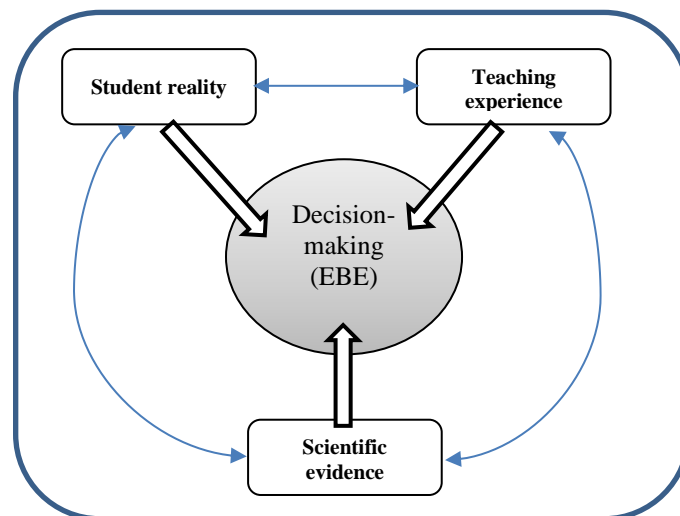 Student reality
Teaching
experience
Decision-
making
(EBE)
Scientific
evidence